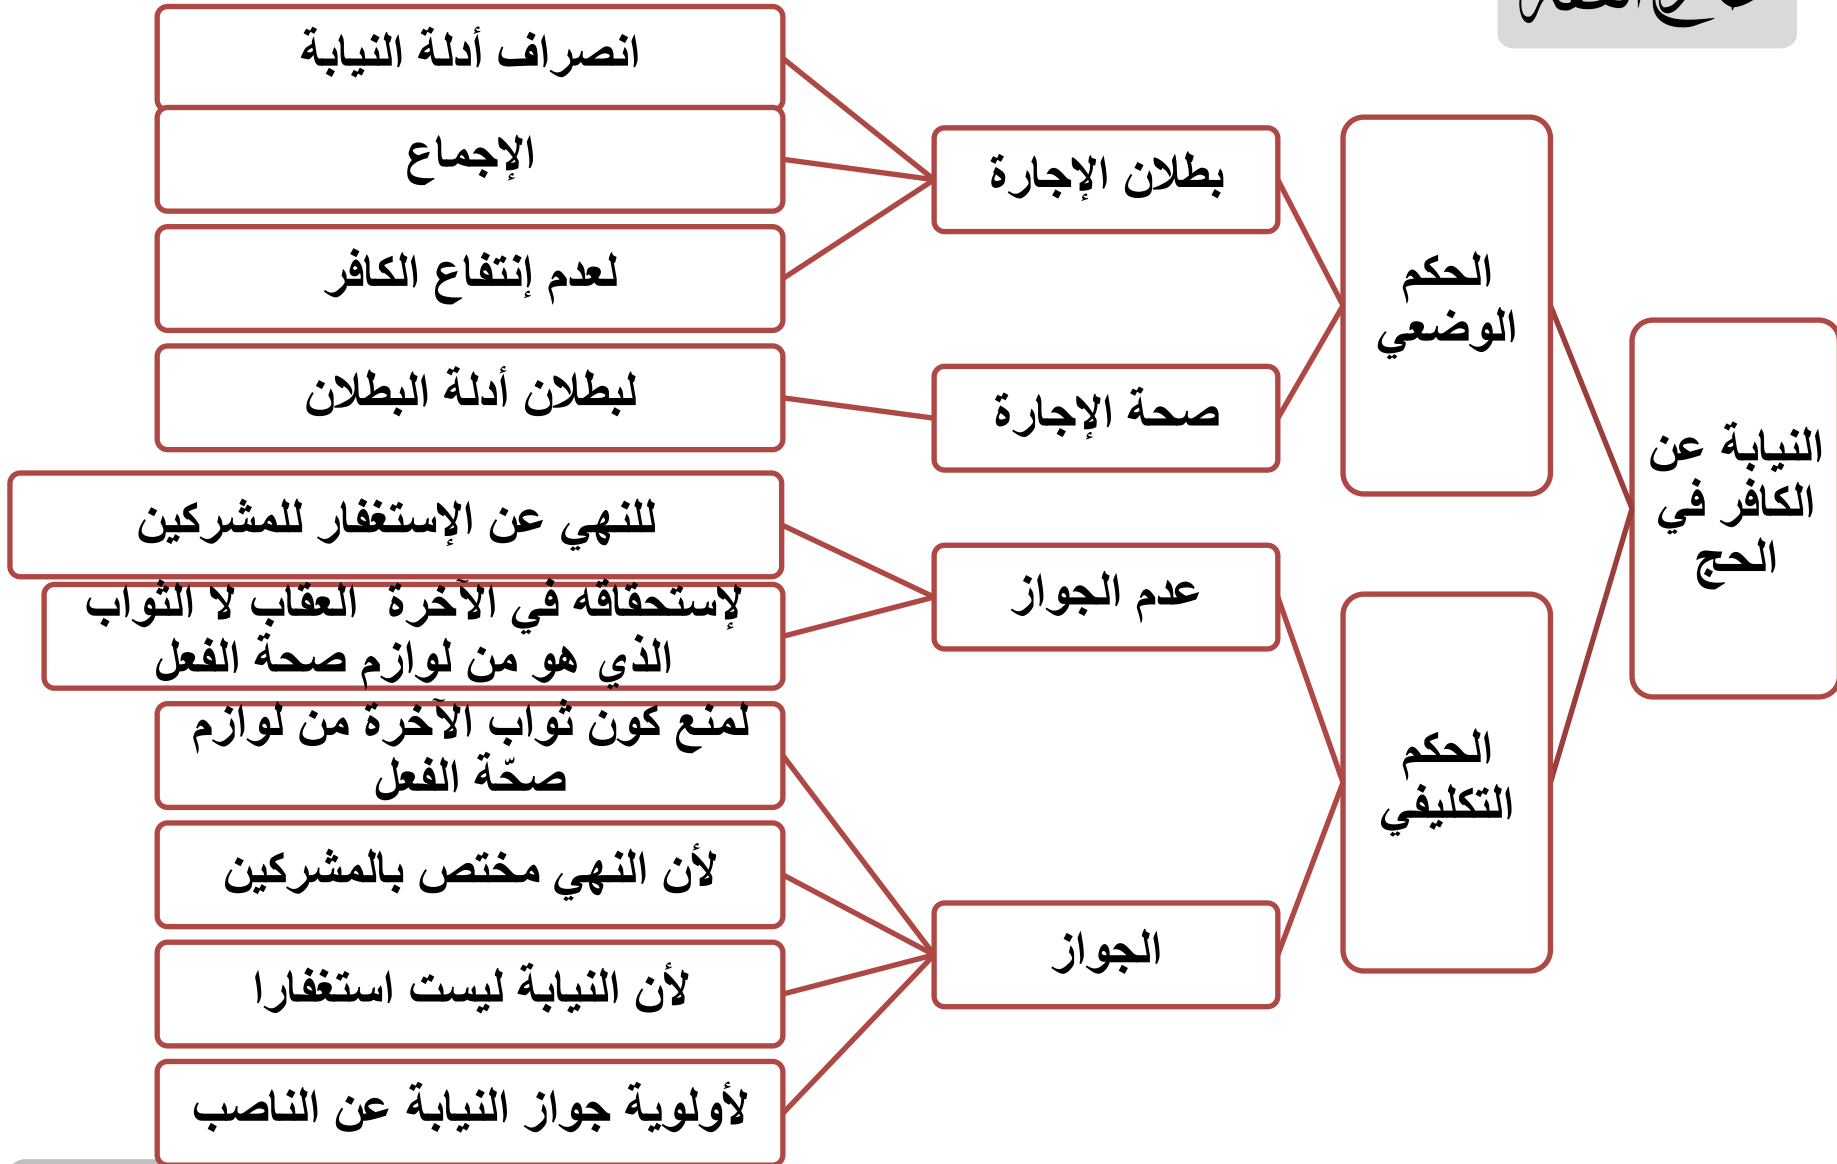 النيابة عن
الكافر في
الحج
الحكم
الوضعي
بطلان الإجارة
انصراف أدلة النيابة
الإجماع
لعدم إنتفاع الكافر
صحة الإجارة
لبطلان أدلة البطلان
الحكم
التكليفي
عدم الجواز
للنهي عن الإستغفار للمشركين
لإستحقاقه في الآخرة العقاب لا الثواب
الذي هو من لوازم صحة الفعل
الجواز
لمنع كون ثواب الآخرة من لوازم
صحّة الفعل
لأن النهي مختص بالمشركين
لأن النيابة ليست استغفارا
لأولوية جواز النيابة عن الناصب